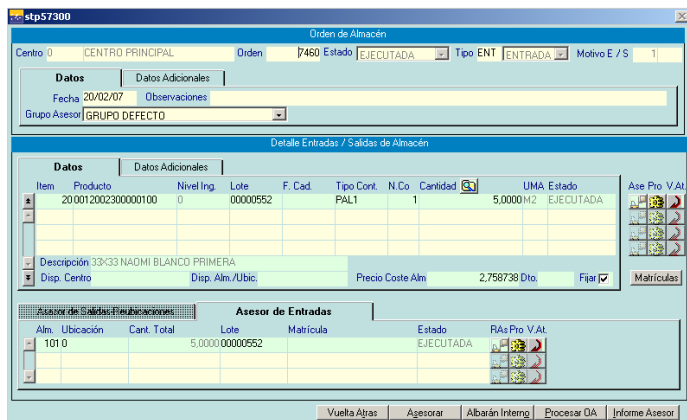 stp57300
Orden de Almacén
Centro 0 CENTRO PRINCIPAL Orden 7460 Estado EJECUTADA Tipo ENT ENTRADA Motivo E / S 1
Datos Datos Adicionales
Fecha 20/02/07 Observaciones
Grupo Asesor GRUPO DEFECTO
Detalle Entradas / Salidas de Almacén
Datos Datos Adicionales
Item Producto Nivel Ing. Lote F. Cad. Tipo Cont. N.Co Cantidad UMA Estado Ase Pro V.At.
20 0012002300000100 0 00000552 PAL1 1 5,0000 M2 EJECUTADA
Descripción 33X33 NAOMI BLANCO PRIMERA
Disp. Centro Disp. Alm./Ubic. Precio Coste Alm 2,758738 Dto. Fijar Matrículas
Asesor de Salidas-Reubicaciones Asesor de Entradas
Alm. Ubicación Cant. Total Lote Matrícula Estado RAs Pro V.At.
101 0 5,0000 00000552 EJECUTADA
Vuelta Atras Asesorar Albarán Interno Procesar OA Informe Asesor